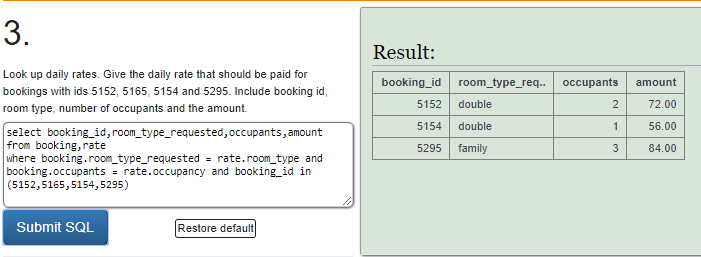 3.
Look up daily rates. Give the daily rate that should be paid for
bookings with ids 5152, 5165, 5154 and 5295. Include booking id,
room type, number of occupants and the amount.
select booking_id,room_type_requested,occupants,amount
from booking,rate
where booking.room_type_requested = rate.room_type and
booking.occupants = rate.occupancy and booking_id in
(5152,5165,5154,5295)
Submit SQL Restore default
Result:
booking_id room_type_req.. occupants amount
5152 double 2 72.00
5154 double 1 56.00
5295 family 3 84.00